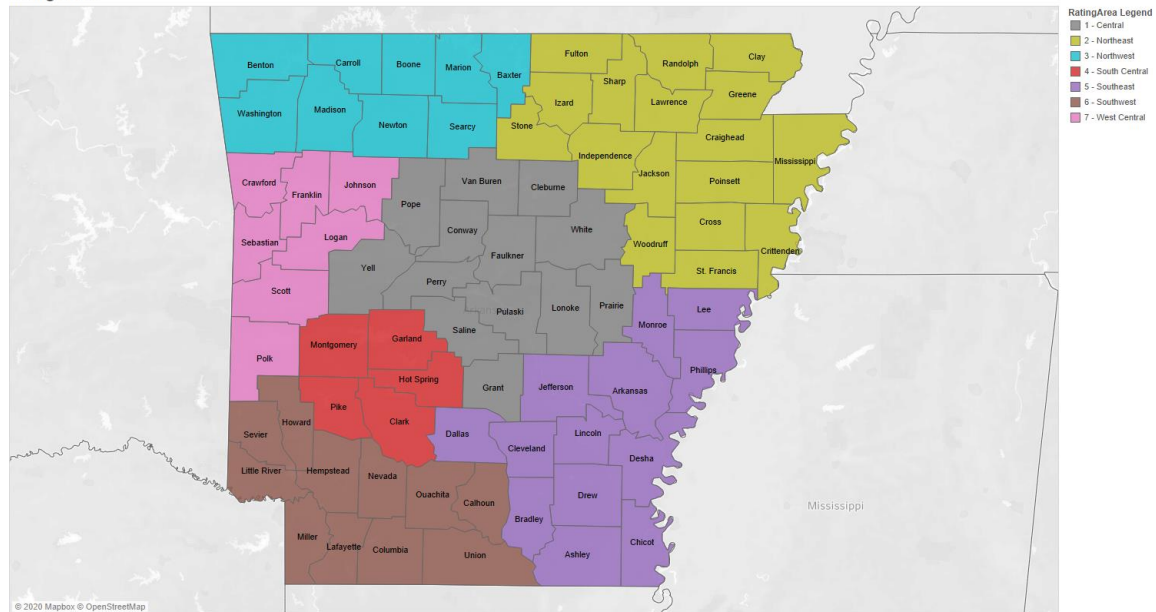 RatingArea Legend
1 - Central
2 - Northeast
3 - Northwest
4 - South Central
5 - Southeast
6 - Southwest
7 - West Central
Benton
Carroll
Boone
Marion
Baxter
Fulton
Randolph
Clay
Sharp
Izard
Lawrence
Greene
Washington
Madison
Newton
Searcy
Stone
Independence
Jackson
Craighead
Mississippi
Poinsett
Crawford
Franklin
Johnson
Pope
Van Buren
Cleburne
White
Conway
Faulkner
Woodruff
Cross
Crittenden
St. Francis
Sebastian
Logan
Yell
Scott
Perry
Pulaski
Lonoke
Prairie
Saline
Monroe
Lee
Phillips
Polk
Montgomery
Garland
Hot Spring
Grant
Jefferson
Arkansas
Pike
Clark
Dallas
Cleveland
Lincoln
Desha
Sevier
Howard
Little River
Hempstead
Nevada
Ouachita
Calhoun
Bradley
Drew
Miller
Lafayette
Columbia
Union
Ashley
Chicot
Mississippi
© 2020 Mapbox © OpenStreetMap